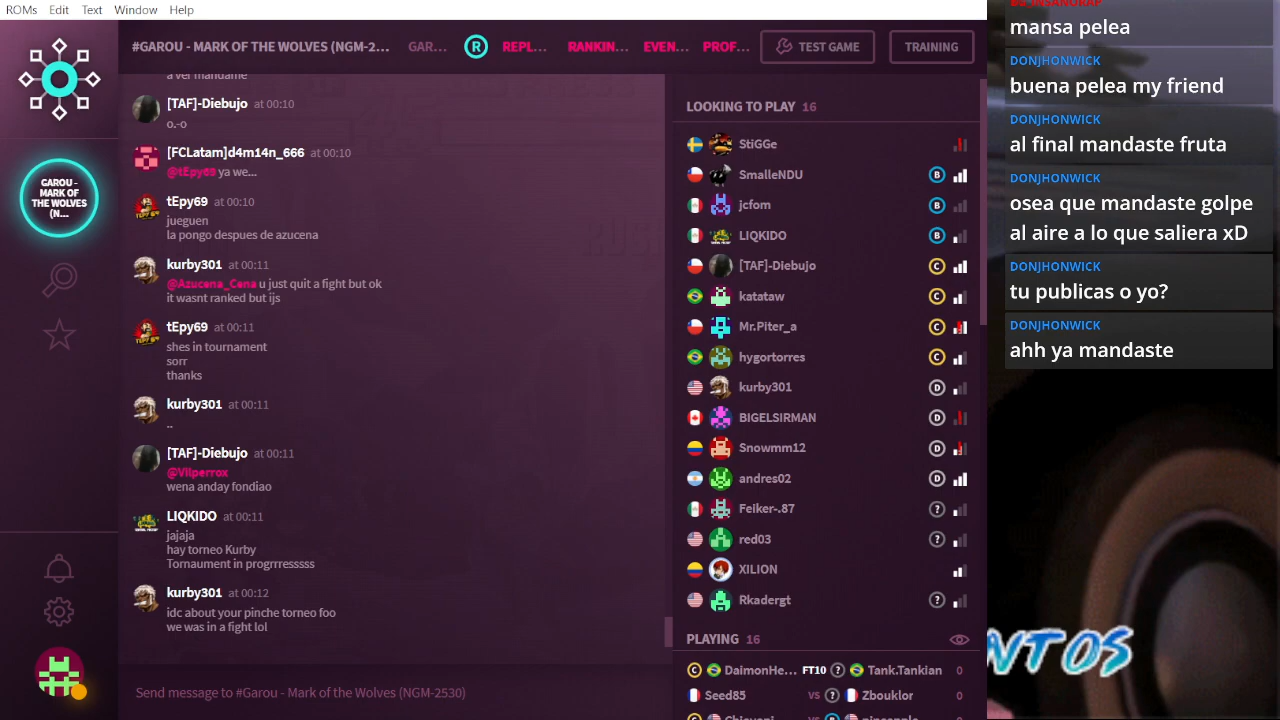 ROMs Edit Text Window Help
#GAROU - MARK OF THE WOLVES (NGM-2... GAR... R REPL... RANKIN... EVEN... PROF... TEST GAME TRAINING
GAROU -
MARK OF
THE WOLVES
(N...
a ver mandame
[TAF]-Diebujo at 00:10
o.-o
[FCLatam]d4m14n_666 at 00:10
@tEpy69 ya we...
tEpy69 at 00:10
jueguen
la pongo despues de azucena
kurby301 at 00:11
@Azucena_Cena u just quit a fight but ok
it wasnt ranked but ijs
tEpy69 at 00:11
shes in tournament
sorr
thanks
kurby301 at 00:11
..
[TAF]-Diebujo at 00:11
@Vilperrox
wena anday fondiao
LIQKIDO at 00:11
jajaja
hay torneo Kurby
Tornaument in progrrresssss
kurby301 at 00:12
idc about your pinche torneo foo
we was in a fight lol
Send message to #Garou - Mark of the Wolves (NGM-2530)
LOOKING TO PLAY 16
StiGGe
SmalleNDU B
jcfom B
LIQKIDO B
[TAF]-Diebujo C
katataw C
Mr.Piter_a C
hygortorres C
kurby301 D
BIGELSIRMAN D
Snowmm12 D
andres02 D
Feiker-.87 ?
red03 ?
XILION
Rkadergt ?
PLAYING 16
C DaimonHe... FT10 ? Tank.Tankian 0
Seed85 VS ? Zbouklor 0
mansa pelea
DONJHONWICK
buena pelea my friend
DONJHONWICK
al final mandaste fruta
DONJHONWICK
osea que mandaste golpe
al aire a lo que saliera xD
DONJHONWICK
tu publicas o yo?
DONJHONWICK
ahh ya mandaste
NTOS